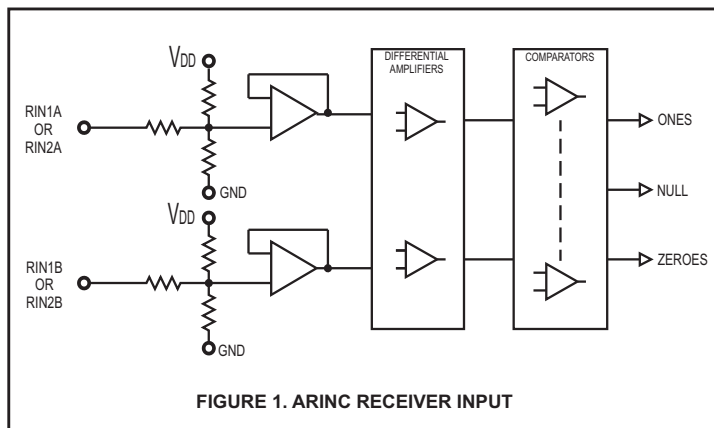 DIFFERENTIAL
AMPLIFIERS
COMPARATORS
VDD
RIN1A
OR
RIN2A
GND
ONES
NULL
VDD
RIN1B
OR
RIN2B
GND
ZEROES
FIGURE 1. ARINC RECEIVER INPUT